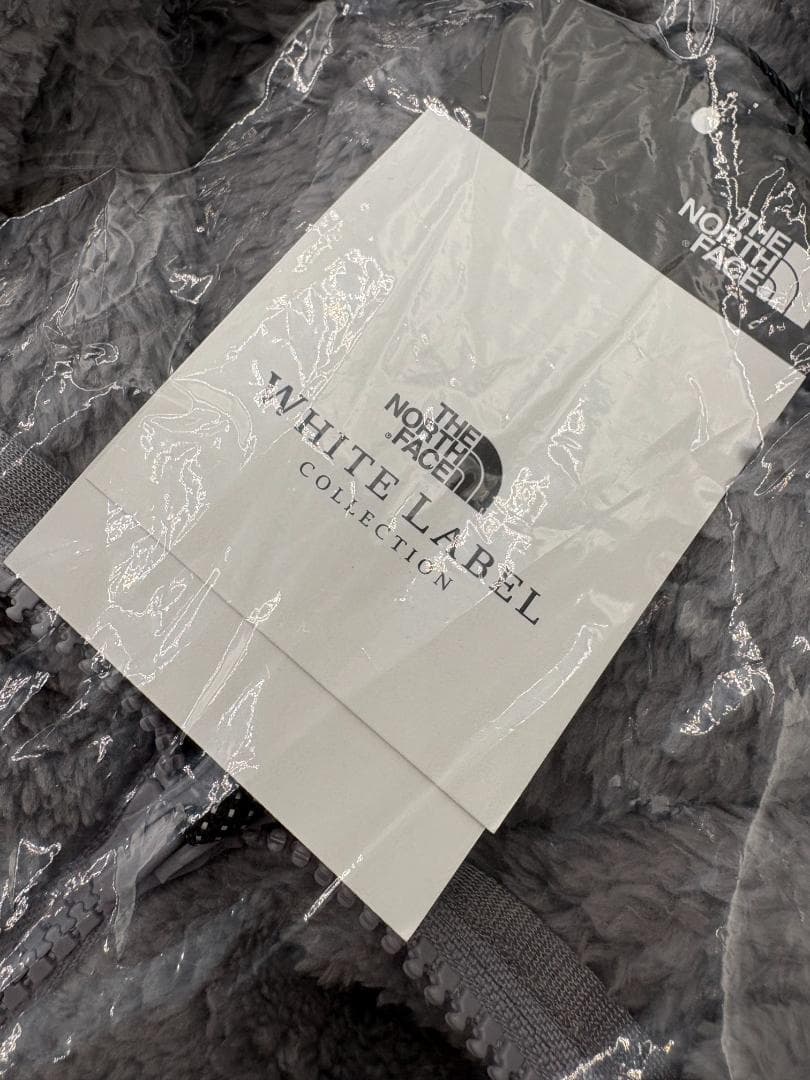 THE
NORTH
FACE®
THE
NORTH
®FACE
WHITE LABEL
COLLECTION